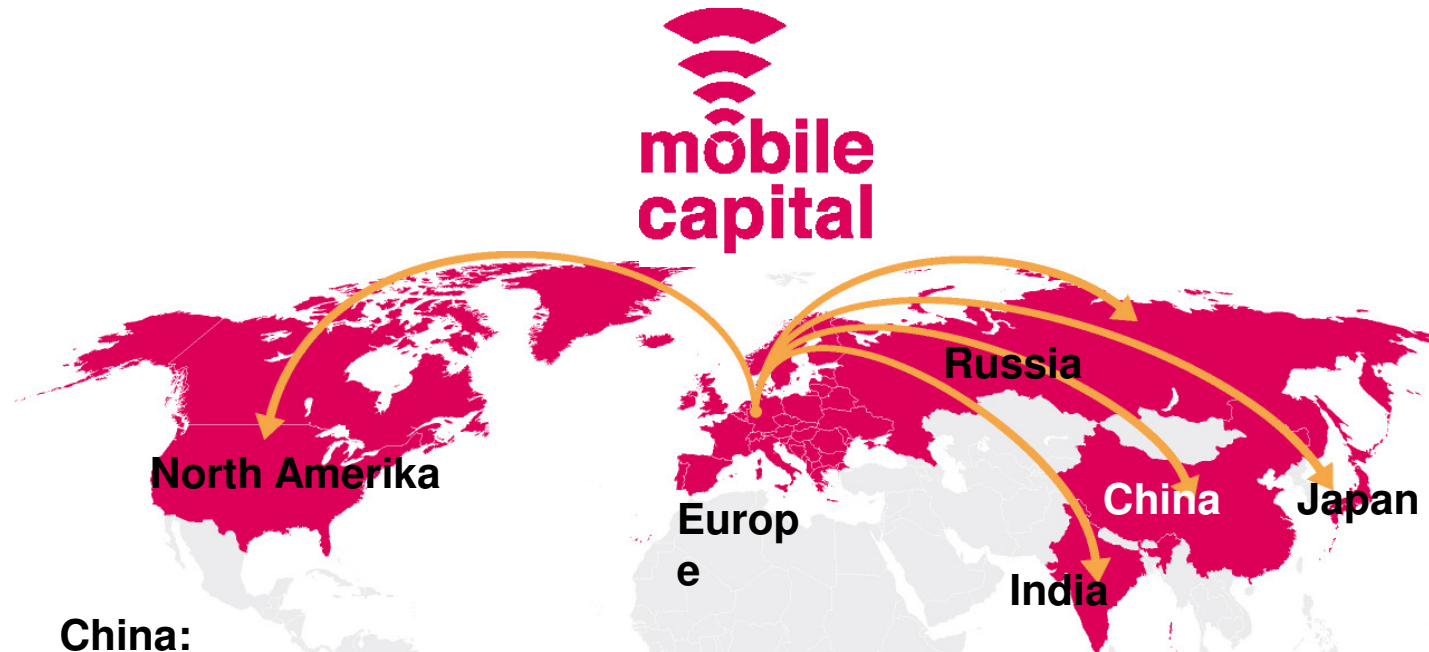 mobile
capital
Russia
North Amerika
China
Japan
Europ
e
India
China: